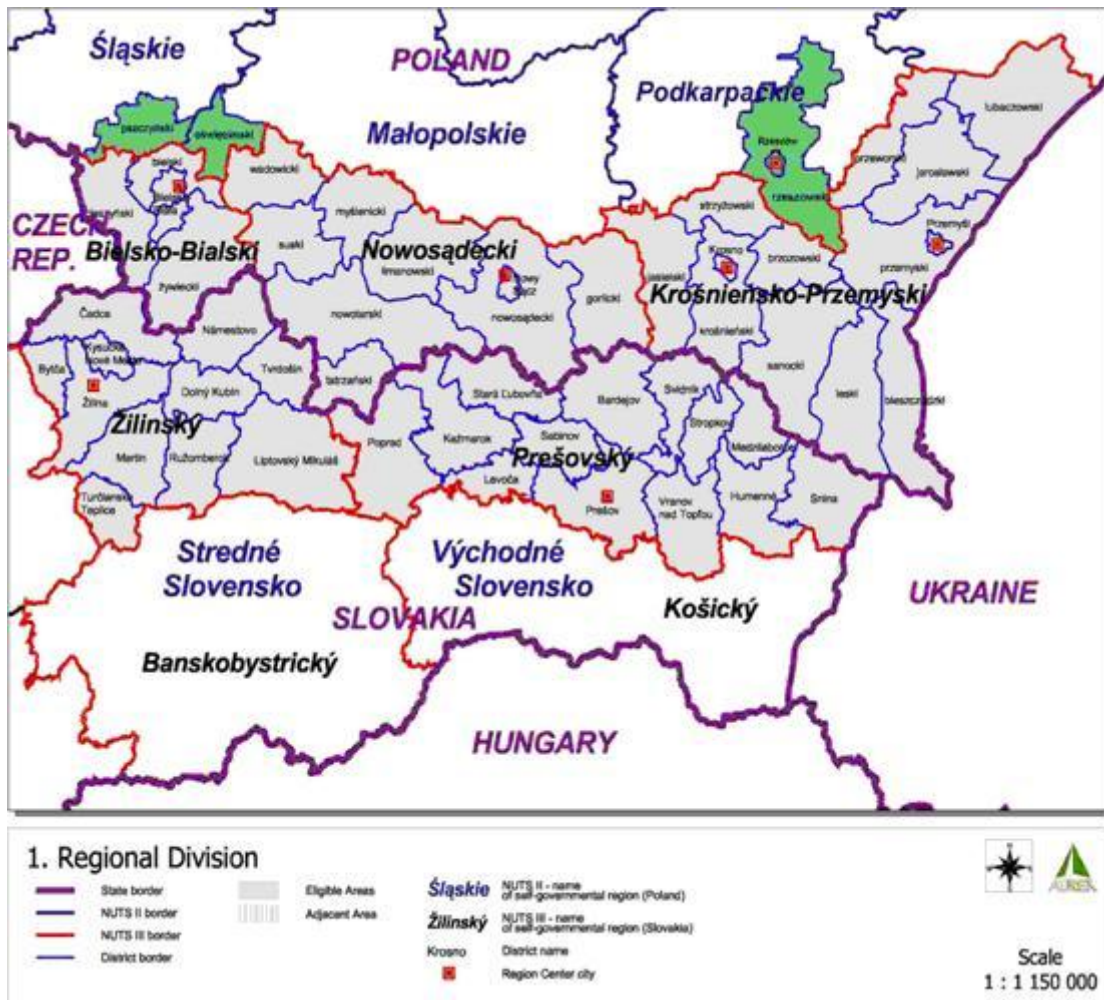 Śląskie
POLAND
Podkarpackie
Małopolskie
lubaczowski
pszczyński
oświęcimski
Rzeszów
przeworski
jarosławski
bielski
wadowicki
rzeszowski
strzyżowski
myślenicki
Przemyśl
CZECH
REP.
Bielsko-Bialski
Nowosądecki
suski
limanowski
Krosno
brzozowski
jasielski
przemyski
Nowy
Sącz
gorlicki
Krośniensko-Przemyski
żywiecki
nowotarski
nowosądecki
krośnieński
Čadca
Námestovo
sanocki
leski
bieszczadzki
Kysucké
Nové Mesto
Bytča
Tvrdošín
tatrzański
Žilina
Dolný Kubín
Stará Ľubovňa
Bardejov
Svidník
Stropkov
Žilinský
Poprad
Kežmarok
Sabinov
Medzilaborce
Prešovský
Martin
Ružomberok
Liptovský Mikuláš
Levoča
Turčianske
Teplice
Prešov
Vranov
nad Topľou
Humenné
Snina
Stredné
Slovensko
Východné
Slovensko
UKRAINE
SLOVAKIA
Košický
Banskobystrický
HUNGARY
1. Regional Division
State border
NUTS II border
NUTS III border
District border
Eligible Areas
Adjacent Area
Śląskie NUTS II - name
of self-governmental region (Poland)
Žilinský NUTS III - name
of self-governmental region (Slovakia)
Krosno District name
Region Center city
AUREX
Scale
1 : 1 150 000